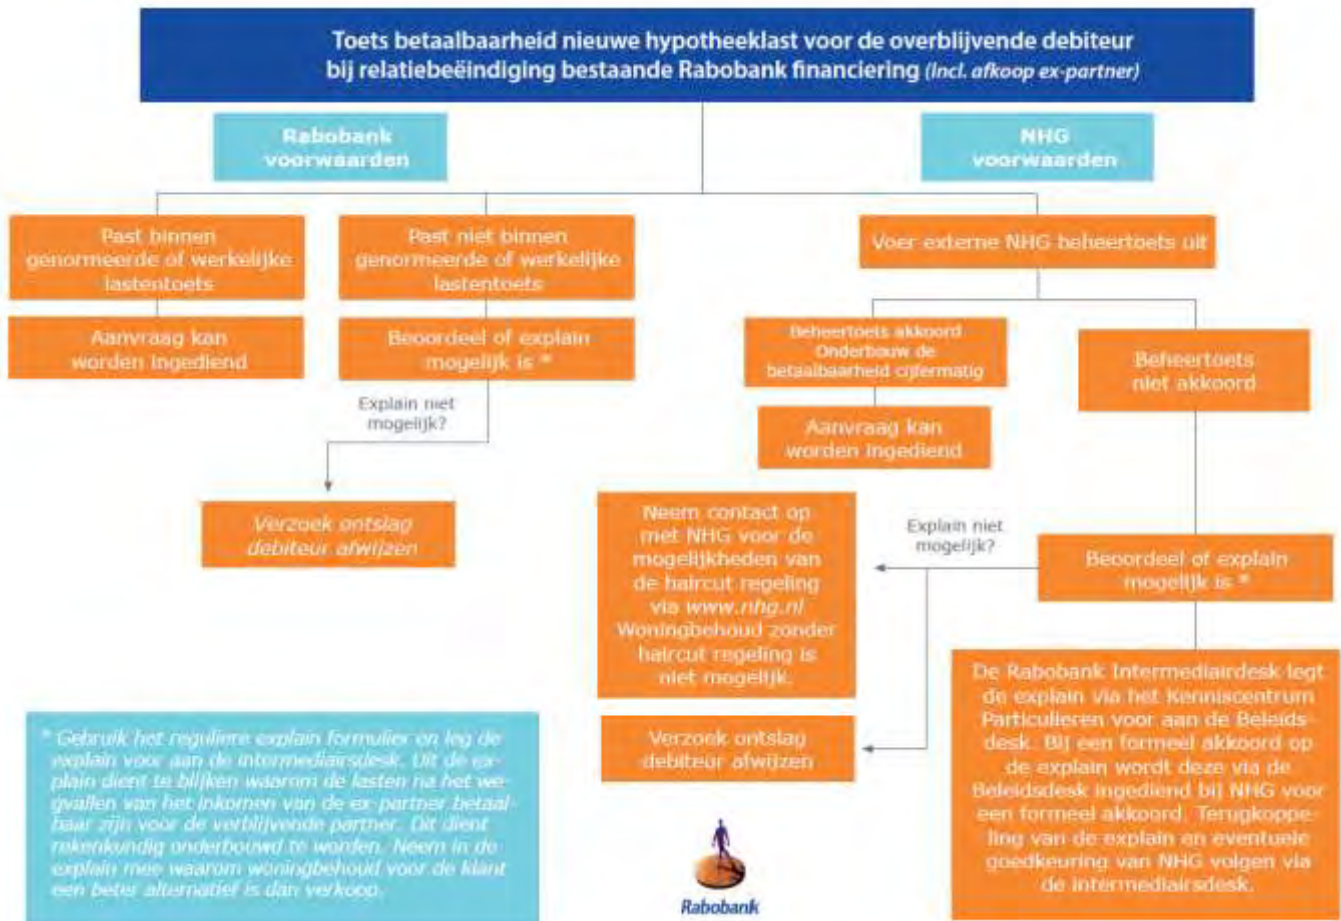 Toets betaalbaarheid nieuwe hypotheeklast voor de overblijvende debiteur
bij relatiebeëindiging bestaande Rabobank financiering (incl. afkoop ex-partner)
Rabobank
voorwaarden
NHG
voorwaarden
Past binnen
genormeerde of werkelijke
lastentoets
Past niet binnen
genormeerde of werkelijke
lastentoets
Voer externe NHG beheertoets uit
Aanvraag kan
worden ingediend
Beoordeel of explain
mogelijk is *
Beheertoets akkoord
Onderbouw de
betaalbaarheid cijfermatig
Beheertoets
niet akkoord
Explain niet
mogelijk?
Aanvraag kan
worden ingediend
Verzoek ontslag
debiteur afwijzen
Neem contact op
met NHG voor de
mogelijkheden van
de haircut regeling
via www.nhg.nl
Woningbehoud zonder
haircut regeling is
niet mogelijk.
Explain niet
mogelijk?
Beoordeel of explain
mogelijk is *
Verzoek ontslag
debiteur afwijzen
De Rabobank Intermediairdesk legt
de explain via het Kenniscentrum
Particulieren voor aan de Beleids-
desk. Bij een formeel akkoord op
de explain wordt deze via de
Beleidsdesk ingediend bij NHG voor
een formeel akkoord. Terugkoppe-
ling van de explain en eventuele
goedkeuring van NHG volgen via
de intermediairsdesk.
* Gebruik het reguliere explain formulier en leg de
explain voor aan de intermediairsdesk. Uit de ex-
plain dient te blijken waarom de lasten na het we-
gvallen van het inkomen van de ex-partner betaal-
baar zijn voor de verblijvende partner. Dit dient
rekenkundig onderbouwd te worden. Neem in de
explain mee waarom woningbehoud voor de klant
een beter alternatief is dan verkoop.
Rabobank